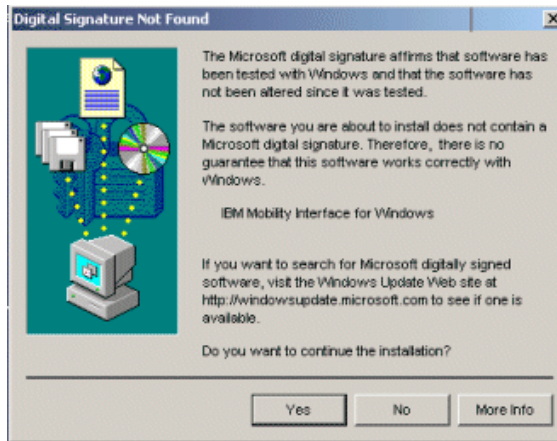 Digital Signature Not Found
The Microsoft digital signature affirms that software has
been tested with Windows and that the software has
not been altered since it was tested.
The software you are about to install does not contain a
Microsoft digital signature. Therefore, there is no
guarantee that this software works correctly with
Windows.
IBM Mobility Interface for Windows
If you want to search for Microsoft digitally signed
software, visit the Windows Update Web site at
http://windowsupdate.microsoft.com to see if one is
available.
Do you want to continue the installation?
Yes
No
More Info